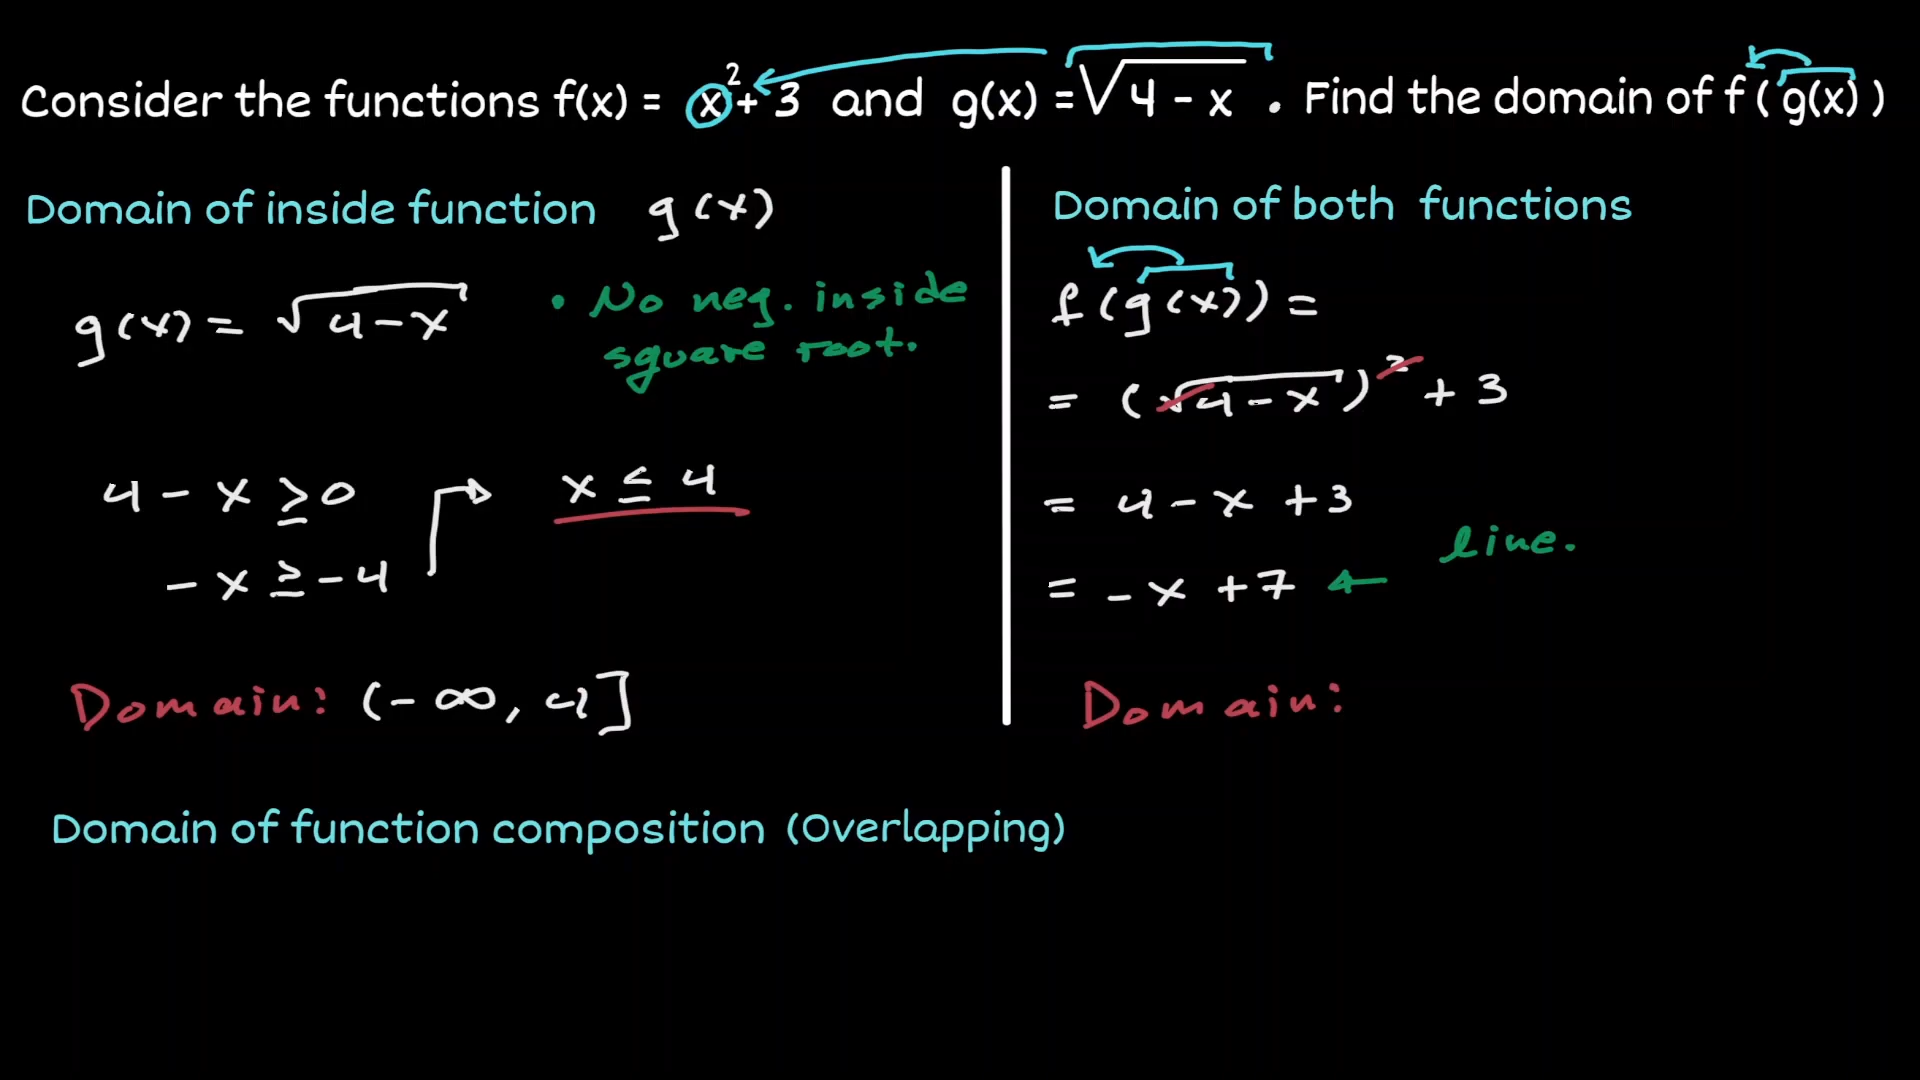 Consider the functions f(x) = x² + 3 and g(x) = √4 - x . Find the domain of f ( g(x) )
Domain of inside function g(x)
g(x) = √4-x
• No neg. inside
square root.
4 - x ≥ 0
- x ≥ - 4
x ≤ 4
Domain: (-∞, 4]
Domain of both functions
f(g(x)) =
= (√4-x)² + 3
= 4 - x + 3
= - x + 7
line.
Domain:
Domain of function composition (Overlapping)